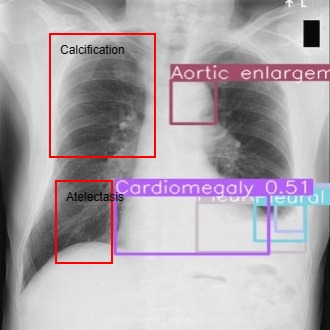 L
Calcification
Aortic enlargem
Atelectasis
Cardiomegaly 0.51
Pleural